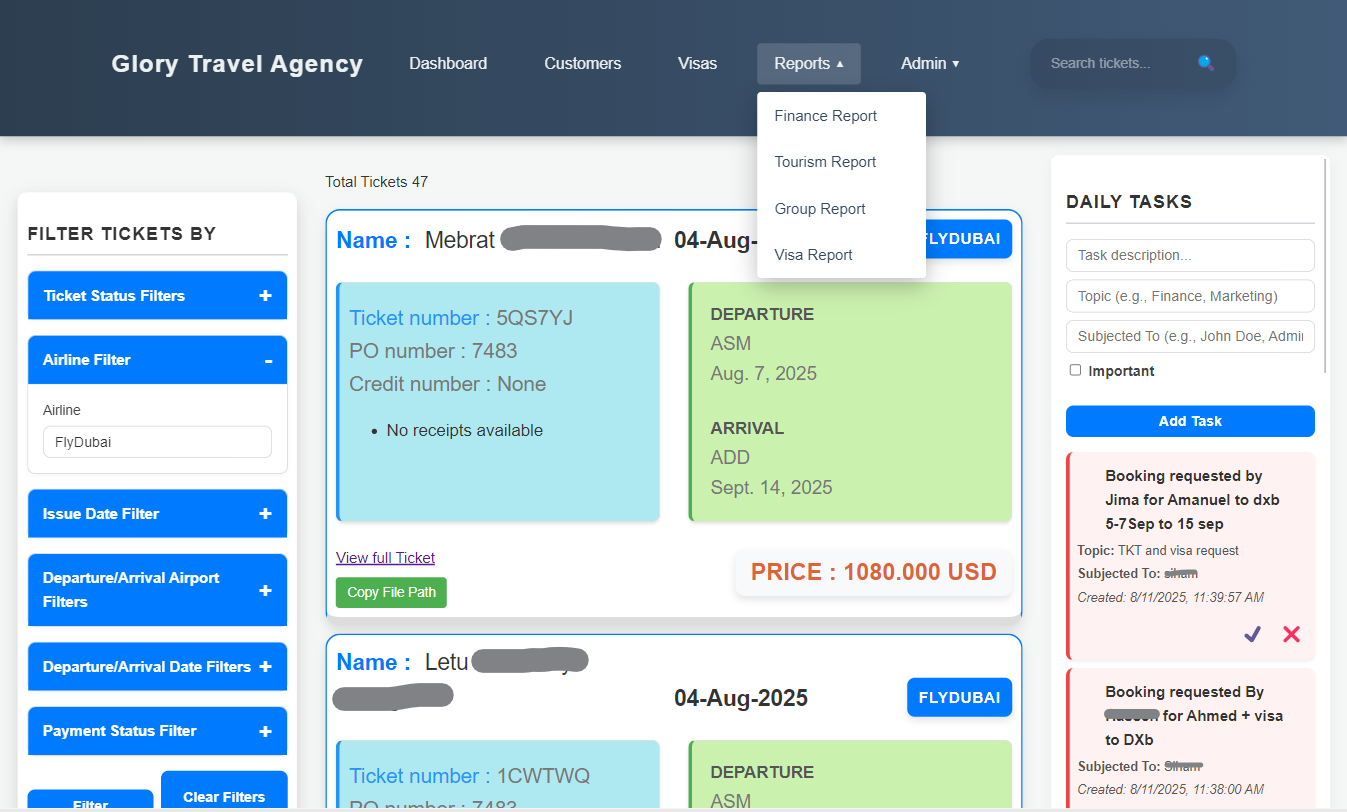 Glory Travel Agency
Dashboard
Customers
Visas
Reports ▲
Admin ▼
Search tickets...
Finance Report
Tourism Report
Group Report
Visa Report
FILTER TICKETS BY
Ticket Status Filters +
Airline Filter -
Airline
FlyDubai
Issue Date Filter +
Departure/Arrival Airport
Filters +
Departure/Arrival Date Filters +
Payment Status Filter +
Filter
Clear Filters
Total Tickets 47
Name : Mebrat
04-Aug-
FLYDUBAI
Ticket number : 5QS7YJ
PO number : 7483
Credit number : None
• No receipts available
DEPARTURE
ASM
Aug. 7, 2025
ARRIVAL
ADD
Sept. 14, 2025
View full Ticket
Copy File Path
PRICE : 1080.000 USD
Name : Letu
04-Aug-2025
FLYDUBAI
Ticket number : 1CWTWQ
PO number : 7483
DEPARTURE
ASM
DAILY TASKS
Task description...
Topic (e.g., Finance, Marketing)
Subjected To (e.g., John Doe, Admin
Important
Add Task
Booking requested by
Jima for Amanuel to dxb
5-7Sep to 15 sep
Topic: TKT and visa request
Subjected To:
Created: 8/11/2025, 11:39:57 AM
Booking requested By
for Ahmed + visa
to DXb
Subjected To:
Created: 8/11/2025, 11:38:00 AM